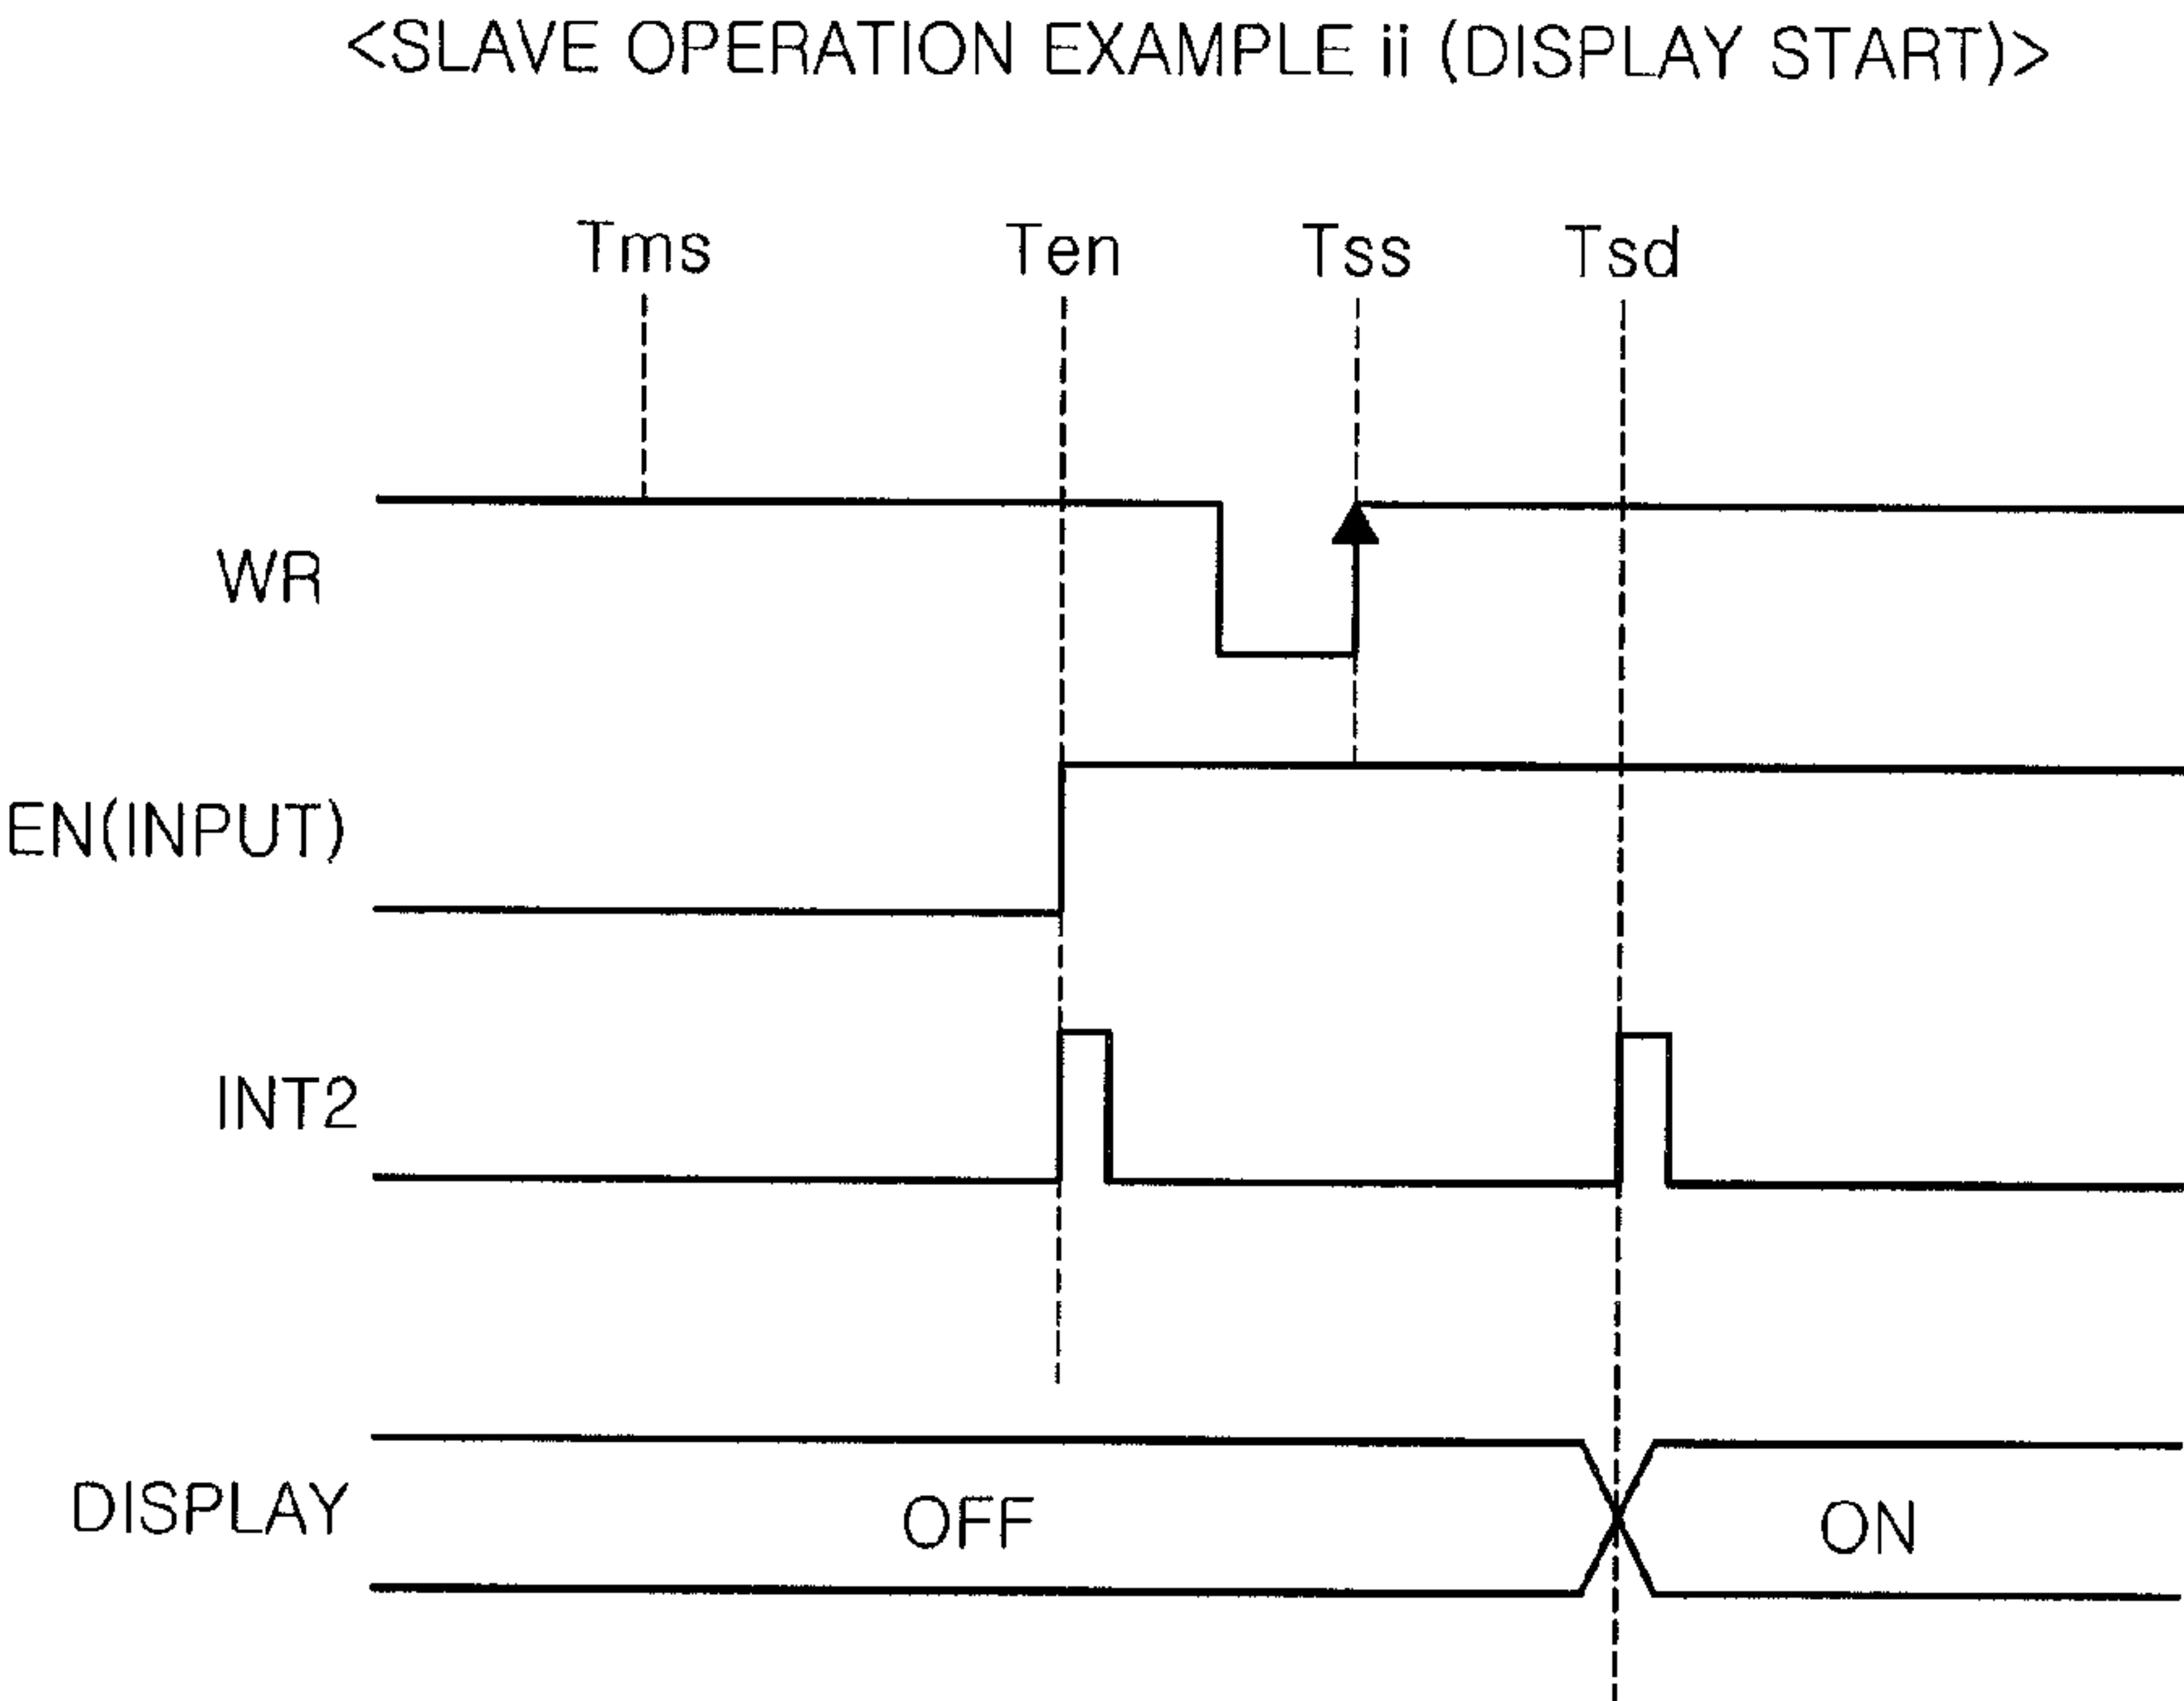 <SLAVE OPERATION EXAMPLE ii (DISPLAY START)>
Tms Ten Tss Tsd
WR
EN(INPUT)
INT2
DISPLAY OFF ON